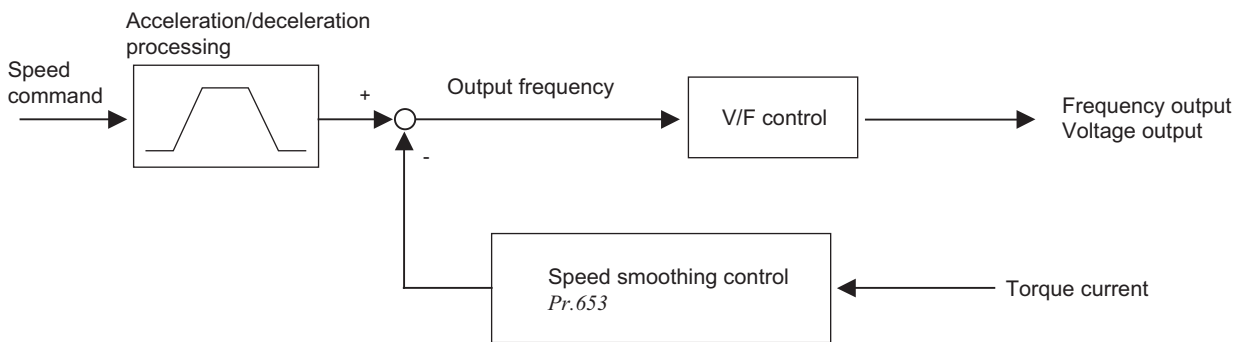 Acceleration/deceleration
processing
Speed
command
+
Output frequency
V/F control
Frequency output
Voltage output
-
Speed smoothing control
Pr.653
Torque current